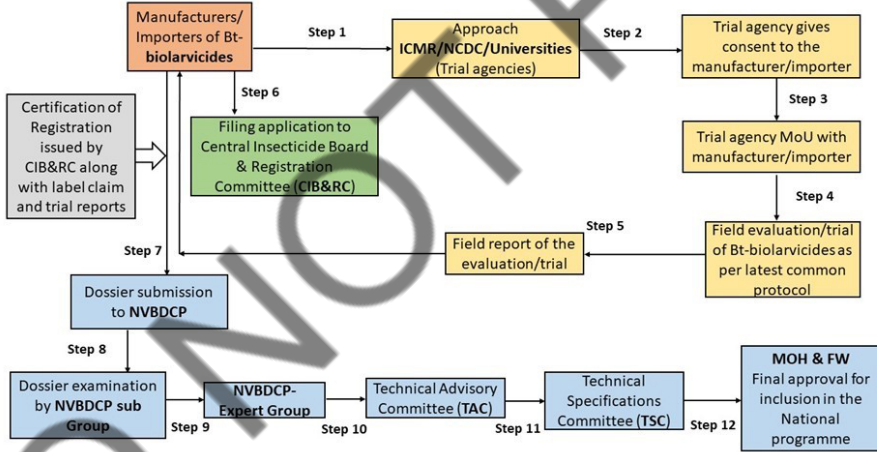 Manufacturers/
Importers of Bt-
biolarvicides
Step 1
Approach
ICMR/NCDC/Universities
(Trial agencies)
Step 2
Trial agency gives
consent to the
manufacturer/importer
Step 3
Trial agency MoU with
manufacturer/importer
Step 4
Field evaluation/trial
of Bt-biolarvicides as
per latest common
protocol
Step 5
Field report of the
evaluation/trial
Step 6
Filing application to
Central Insecticide Board
& Registration
Committee (CIB&RC)
Certification of
Registration
issued by
CIB&RC along
with label claim
and trial reports
Step 7
Dossier submission
to NVBDCP
Step 8
Dossier examination
by NVBDCP sub
Group
Step 9
NVBDCP-
Expert Group
Step 10
Technical Advisory
Committee (TAC)
Step 11
Technical
Specifications
Committee (TSC)
Step 12
MOH & FW
Final approval for
inclusion in the
National
programme
NOT